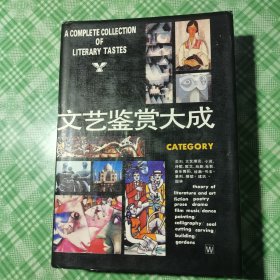 A COMPLETE COLLECTION
OF
LITERARY TASTES
文艺鉴赏大成
CATEGORY
theory of
literature and art
fiction poetry
prose drama
film music dance
painting
calligraphy seal
cutting carving
building
gardens
W